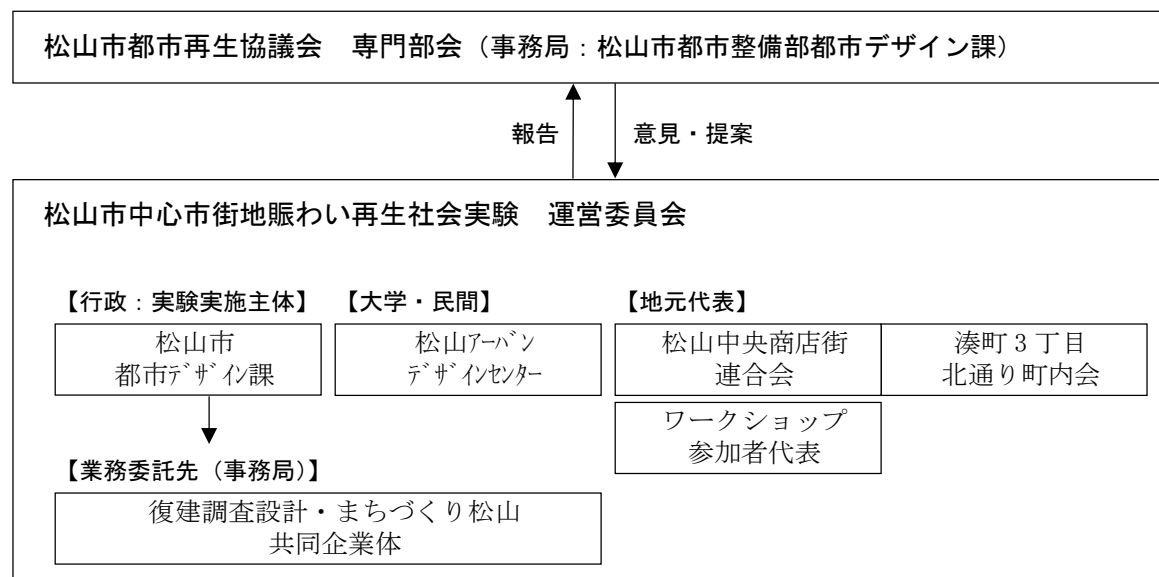 松山市都市再生協議会　専門部会（事務局：松山市都市整備部都市デザイン課）
報告
意見・提案
松山市中心市街地賑わい再生社会実験　運営委員会
【行政：実験実施主体】
松山市
都市ﾃﾞｻﾞｲﾝ課
【大学・民間】
松山ｱｰﾊﾞﾝ
ﾃﾞｻﾞｲﾝｾﾝﾀｰ
【地元代表】
松山中央商店街
連合会
湊町３丁目
北通り町内会
ワークショップ
参加者代表
【業務委託先（事務局）】
復建調査設計・まちづくり松山
共同企業体